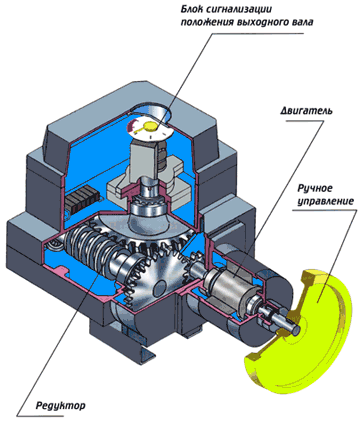 Блок сигнализации
положения выходного вала
Двигатель
Ручное
управление
Редуктор